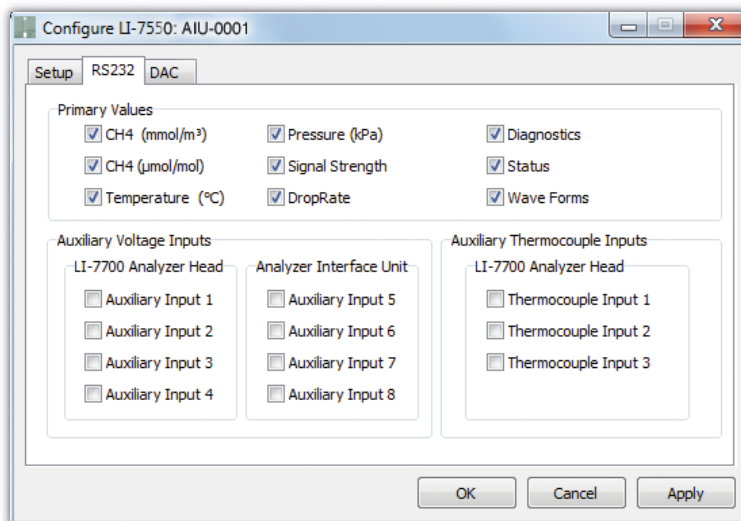 Configure LI-7550: AIU-0001
Setup RS232 DAC
Primary Values
CH4 (mmol/m³) Pressure (kPa) Diagnostics
CH4 (µmol/mol) Signal Strength Status
Temperature (°C) DropRate Wave Forms
Auxiliary Voltage Inputs Auxiliary Thermocouple Inputs
LI-7700 Analyzer Head Analyzer Interface Unit LI-7700 Analyzer Head
Auxiliary Input 1 Auxiliary Input 5 Thermocouple Input 1
Auxiliary Input 2 Auxiliary Input 6 Thermocouple Input 2
Auxiliary Input 3 Auxiliary Input 7 Thermocouple Input 3
Auxiliary Input 4 Auxiliary Input 8
OK Cancel Apply